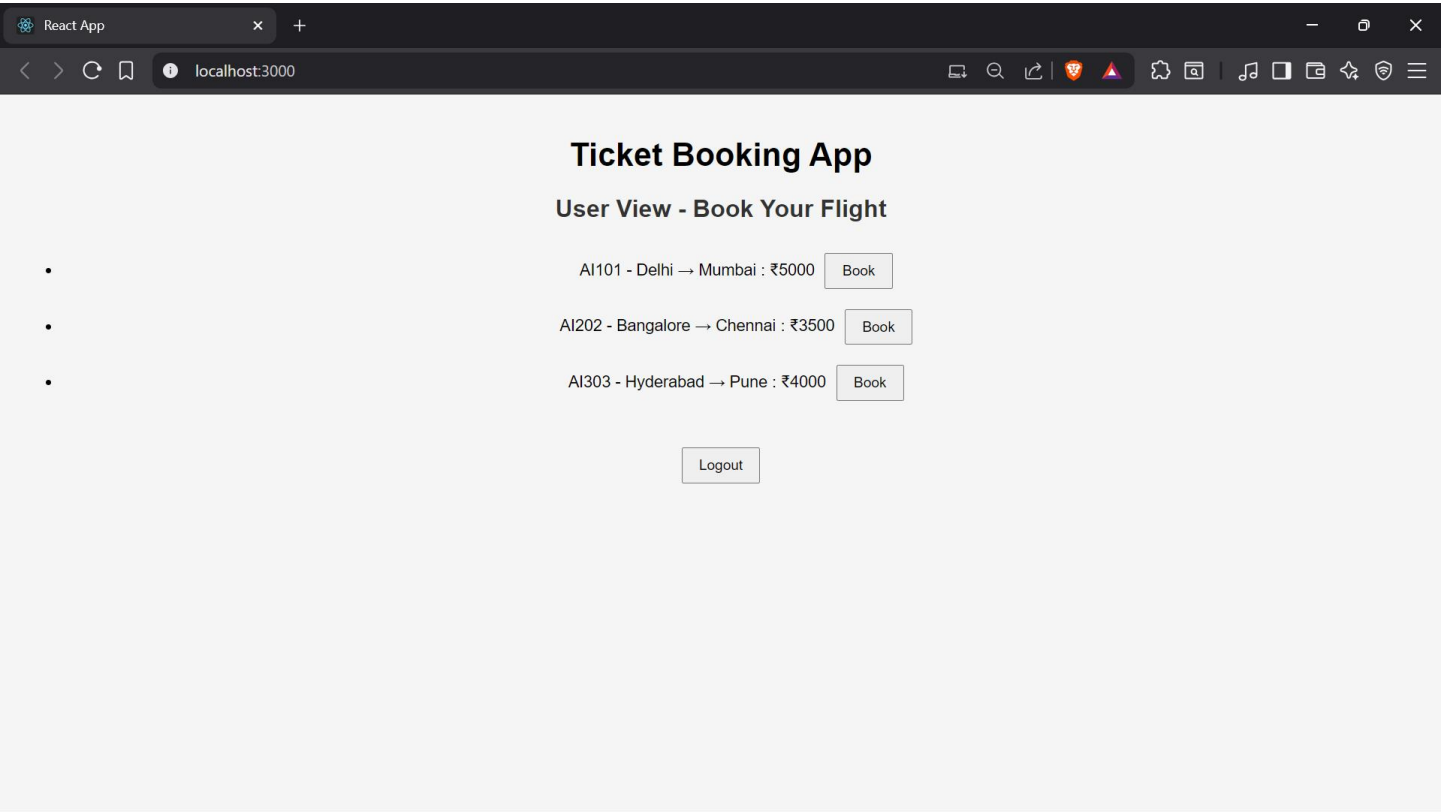 React App
localhost:3000
Ticket Booking App
User View - Book Your Flight
• AI101 - Delhi → Mumbai : ₹5000 Book
• AI202 - Bangalore → Chennai : ₹3500 Book
• AI303 - Hyderabad → Pune : ₹4000 Book
Logout